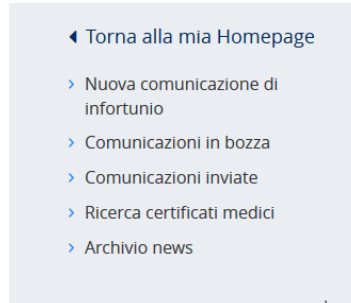 Torna alla mia Homepage
Nuova comunicazione di
infortunio
Comunicazioni in bozza
Comunicazioni inviate
Ricerca certificati medici
Archivio news